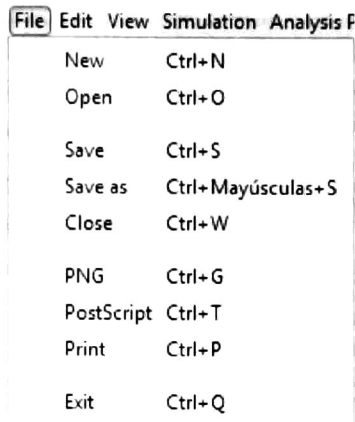 File Edit View Simulation Analysis P
New Ctrl+N
Open Ctrl+O
Save Ctrl+S
Save as Ctrl+Mayúsculas+S
Close Ctrl+W
PNG Ctrl+G
PostScript Ctrl+T
Print Ctrl+P
Exit Ctrl+Q